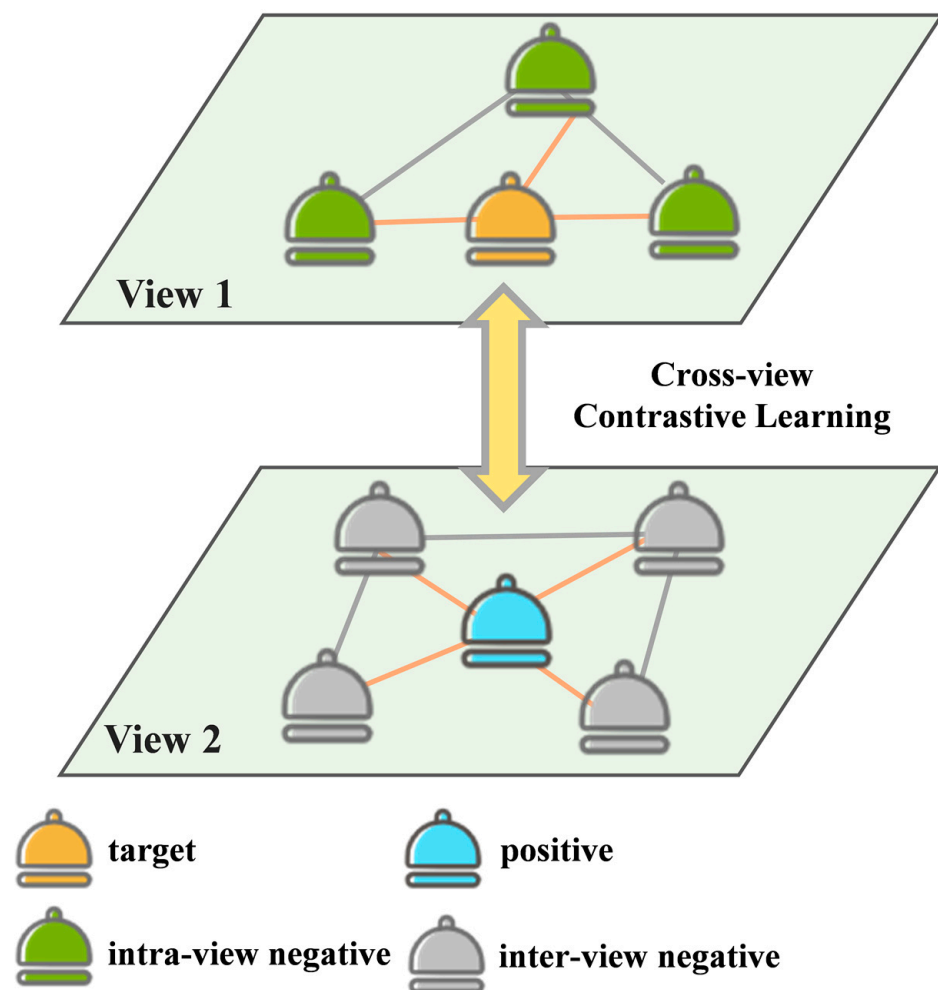 View 1
Cross-view
Contrastive Learning
View 2
target
positive
intra-view negative
inter-view negative